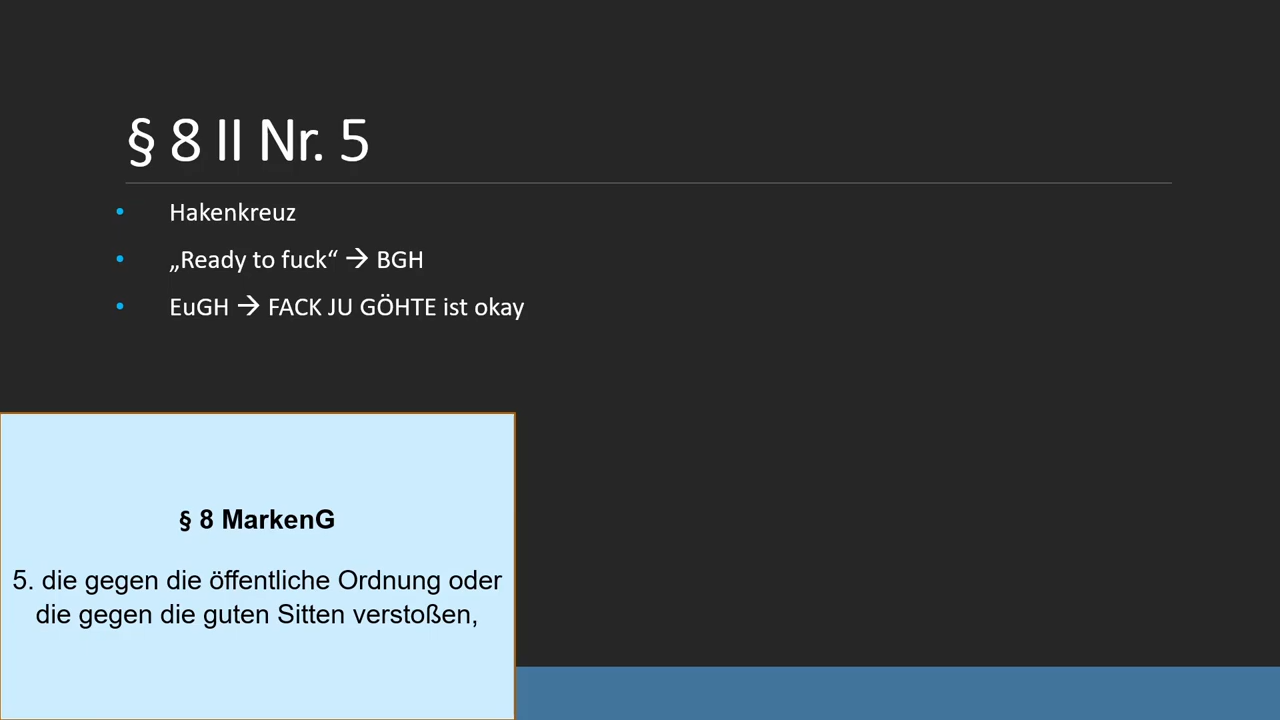 § 8 II Nr. 5
• Hakenkreuz
• „Ready to fuck“ → BGH
• EuGH → FACK JU GÖHTE ist okay
§ 8 MarkenG
5. die gegen die öffentliche Ordnung oder
die gegen die guten Sitten verstoßen,